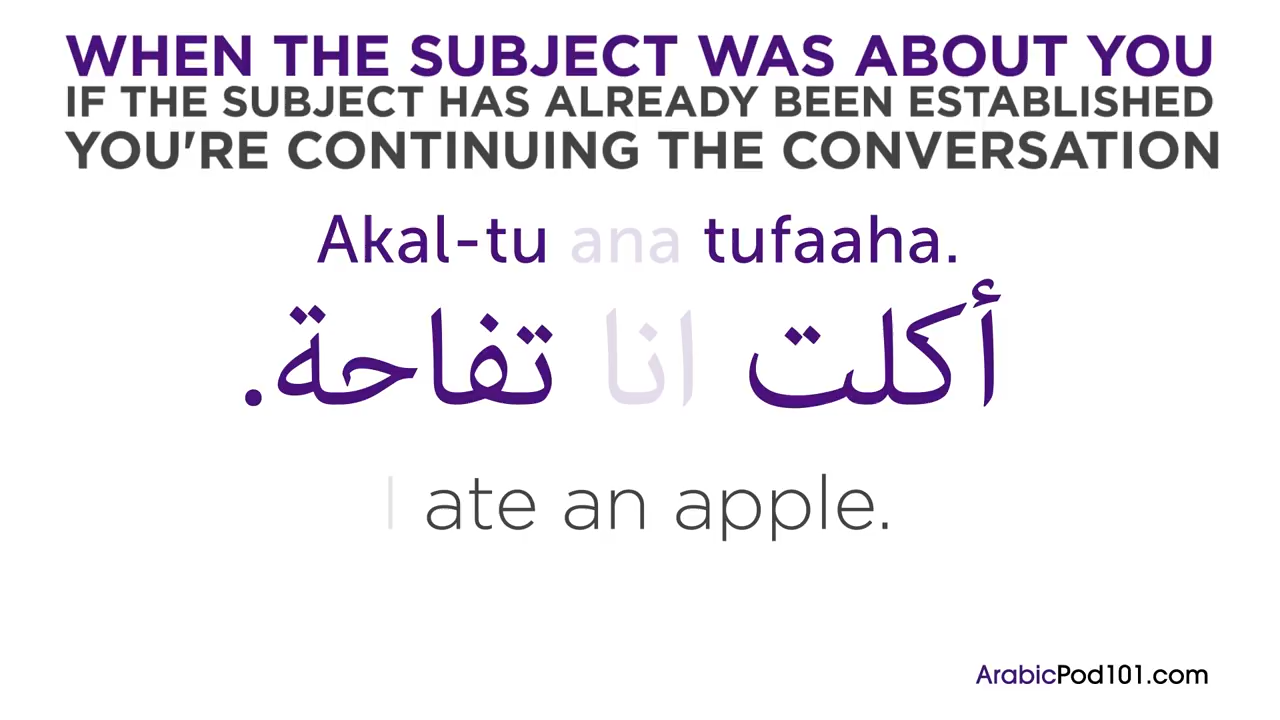 WHEN THE SUBJECT WAS ABOUT YOU
IF THE SUBJECT HAS ALREADY BEEN ESTABLISHED
YOU'RE CONTINUING THE CONVERSATION
Akal-tu ana tufaaha.
أكلت انا تفاحة.
I ate an apple.
ArabicPod101.com